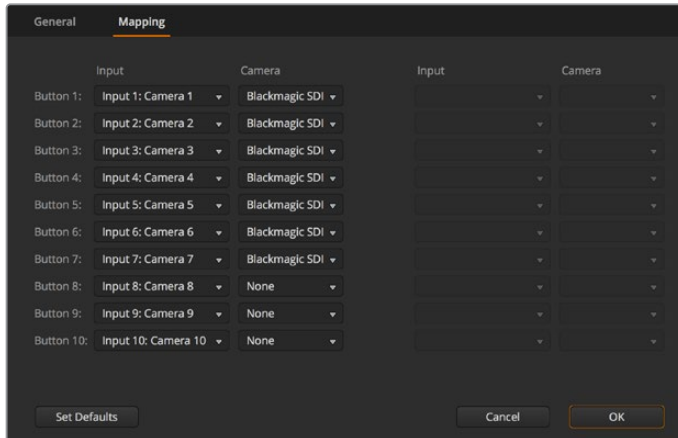 General Mapping
Input Camera Input Camera
Button 1: Input 1: Camera 1 Blackmagic SDI
Button 2: Input 2: Camera 2 Blackmagic SDI
Button 3: Input 3: Camera 3 Blackmagic SDI
Button 4: Input 4: Camera 4 Blackmagic SDI
Button 5: Input 5: Camera 5 Blackmagic SDI
Button 6: Input 6: Camera 6 Blackmagic SDI
Button 7: Input 7: Camera 7 Blackmagic SDI
Button 8: Input 8: Camera 8 None
Button 9: Input 9: Camera 9 None
Button 10: Input 10: Camera 10 None
Set Defaults Cancel OK